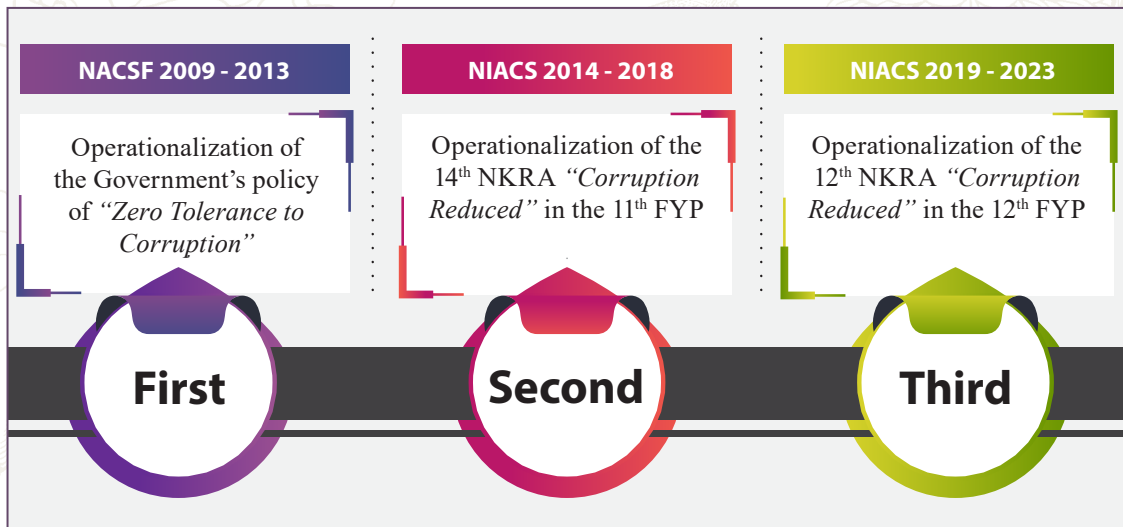 NACSF 2009 - 2013
Operationalization of
the Government’s policy
of “Zero Tolerance to
Corruption”
First
NIACS 2014 - 2018
Operationalization of the
14th NKRA “Corruption
Reduced” in the 11th FYP
Second
NIACS 2019 - 2023
Operationalization of the
12th NKRA “Corruption
Reduced” in the 12th FYP
Third